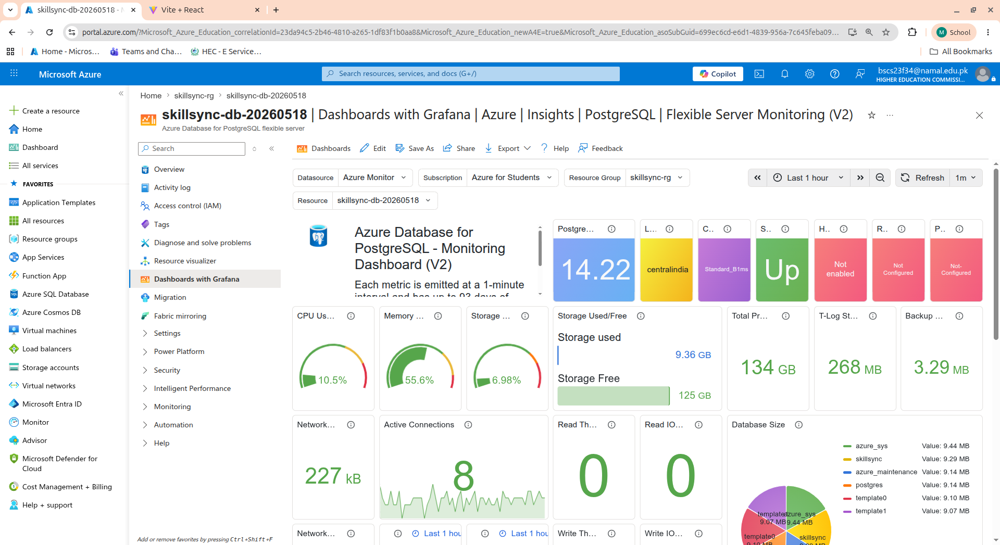 skillsync-db-20260518 -
Vite + React
portal.azure.com/?Microsoft_Azure_Education_correlationId=23da94c5-2b46-4810-a265-1df83f1b0aa8&Microsoft_Azure_Education_newA4E=true&Microsoft_Azure_Education_asoSubGuid=699ec6cd-e6d1-4839-956a-7c645feba09...
M School
Home - Micros...
Teams and Cha...
HEC - E Service...
All Bookmarks
Microsoft Azure
Search resources, services, and docs (G+/)
Copilot
bscs23f34@namal.edu.pk
HIGHER EDUCATION COMMISSI...
Create a resource
Home
Dashboard
All services
FAVORITES
Application Templates
All resources
Resource groups
App Services
Function App
Azure SQL Database
Azure Cosmos DB
Virtual machines
Load balancers
Storage accounts
Virtual networks
Microsoft Entra ID
Monitor
Advisor
Microsoft Defender for
Cloud
Cost Management + Billing
Help + support
Home > skillsync-rg > skillsync-db-20260518
skillsync-db-20260518 | Dashboards with Grafana | Azure | Insights | PostgreSQL | Flexible Server Monitoring (V2)
Azure Database for PostgreSQL flexible server
Search
Overview
Activity log
Access control (IAM)
Tags
Diagnose and solve problems
Resource visualizer
Dashboards with Grafana
Migration
Fabric mirroring
Settings
Power Platform
Security
Intelligent Performance
Monitoring
Automation
Help
Add or remove favorites by pressing Ctrl+Shift+F
Dashboards
Edit
Save As
Share
Export
Help
Feedback
Datasource Azure Monitor
Subscription Azure for Students
Resource Group skillsync-rg
Last 1 hour
Refresh
1m
Resource skillsync-db-20260518
Azure Database for
PostgreSQL - Monitoring
Dashboard (V2)
Each metric is emitted at a 1-minute
interval and has up to 93 days of
Postgre...
14.22
L...
centralindia
C..
Standard_B1ms
S..
Up
H..
Not
enabled
R..
Not
Configured
P..
Not-
Configured
CPU Us...
10.5%
Memory ...
55.6%
Storage ...
6.98%
Storage Used/Free
Storage used
9.36 GB
Storage Free
125 GB
Total Pr...
134 GB
T-Log St...
268 MB
Backup ...
3.29 MB
Network...
227 kB
Active Connections
8
Read Th...
0
Read IO...
0
Database Size
azure_sys Value: 9.44 MB
skillsync Value: 9.29 MB
azure_maintenance Value: 9.14 MB
postgres Value: 9.14 MB
template0 Value: 9.10 MB
template1 Value: 9.07 MB
azure_sys
9.07 MB
9.44 MB
template0
9.10 MB
skillsync
Network...
Last 1 hou
Last 1 hou
Write Th...
Write IO...